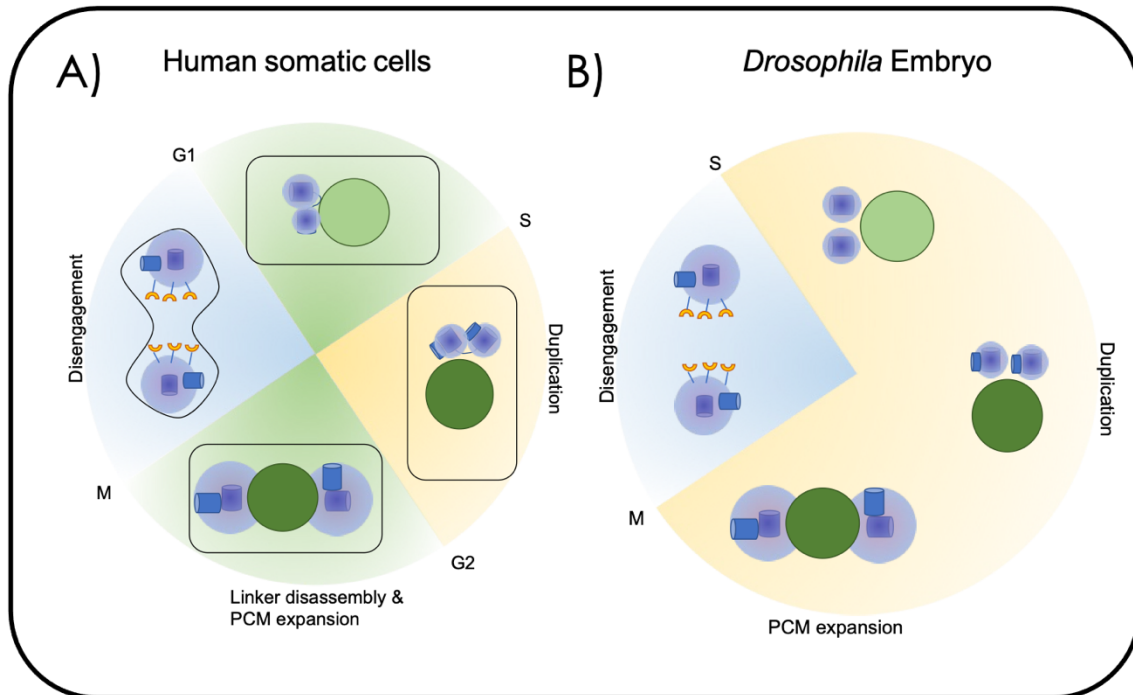 A)
Human somatic cells
G1
S
Disengagement
Duplication
M
G2
Linker disassembly &
PCM expansion
B)
Drosophila Embryo
S
Disengagement
Duplication
M
PCM expansion